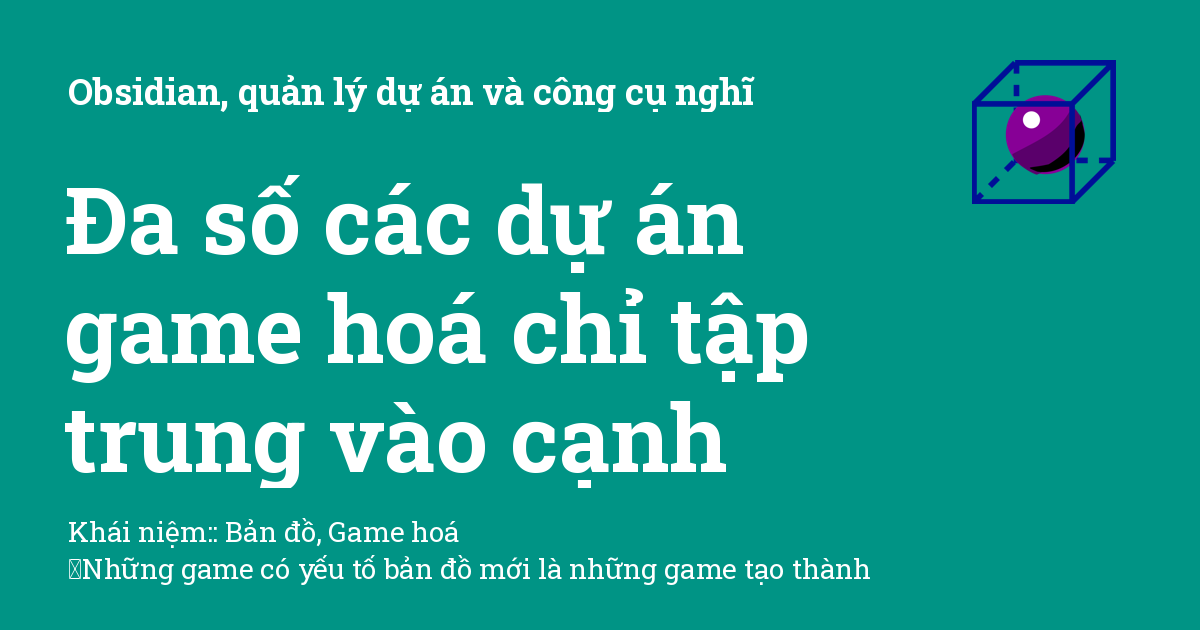 Obsidian, quản lý dự án và công cụ nghĩ
Đa số các dự án
game hoá chỉ tập
trung vào cạnh
Khái niệm:: Bản đồ, Game hoá
Những game có yếu tố bản đồ mới là những game tạo thành